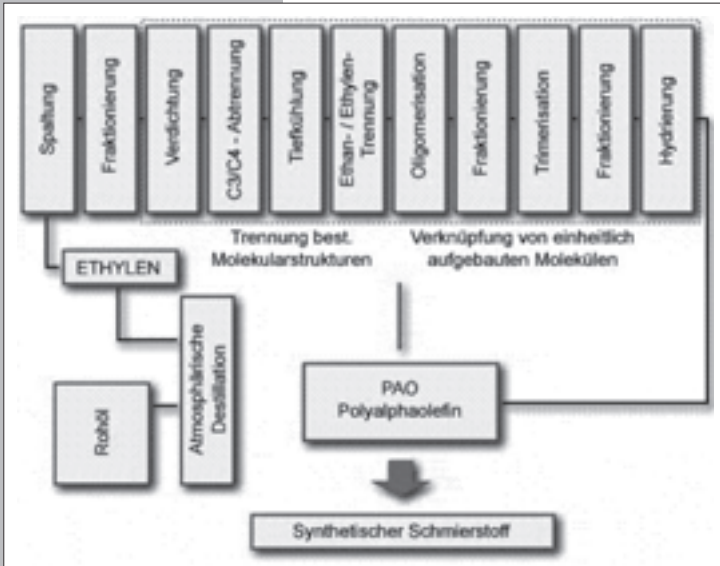 Spaltung
Fraktionierung
Verdichtung
C3/C4 - Abtrennung
Tiefkühlung
Ethan- / Ethylen-
Trennung
Oligomerisation
Fraktionierung
Trimerisation
Fraktionierung
Hydrierung
Trennung best.
Molekularstrukturen
Verknüpfung von einheitlich
aufgebauten Molekülen
ETHYLEN
Atmosphärische
Destillation
Rohöl
PAO
Polyalphaolefin
Synthetischer Schmierstoff